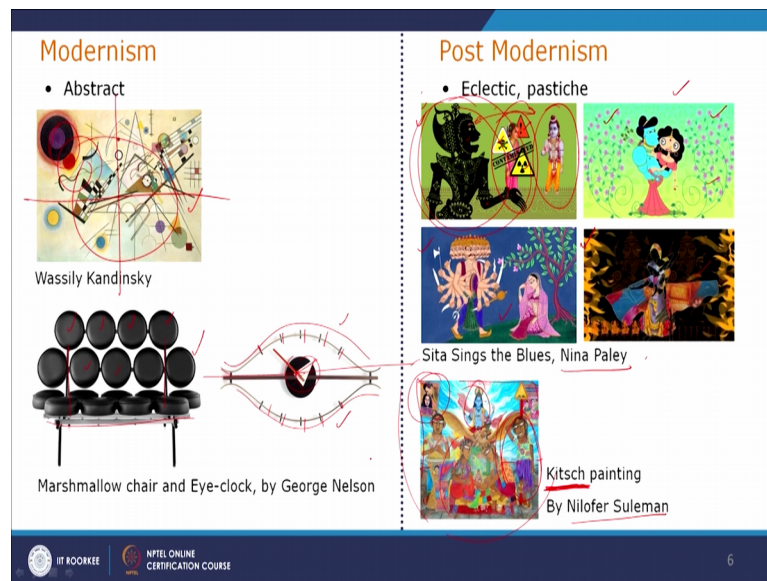 Modernism
• Abstract
Wassily Kandinsky
Marshmallow chair and Eye-clock, by George Nelson
Post Modernism
• Eclectic, pastiche
CONTAMINATED
Sita Sings the Blues, Nina Paley
Kitsch painting
By Nilofer Suleman
IIT ROORKEE
NPTEL ONLINE
CERTIFICATION COURSE
6